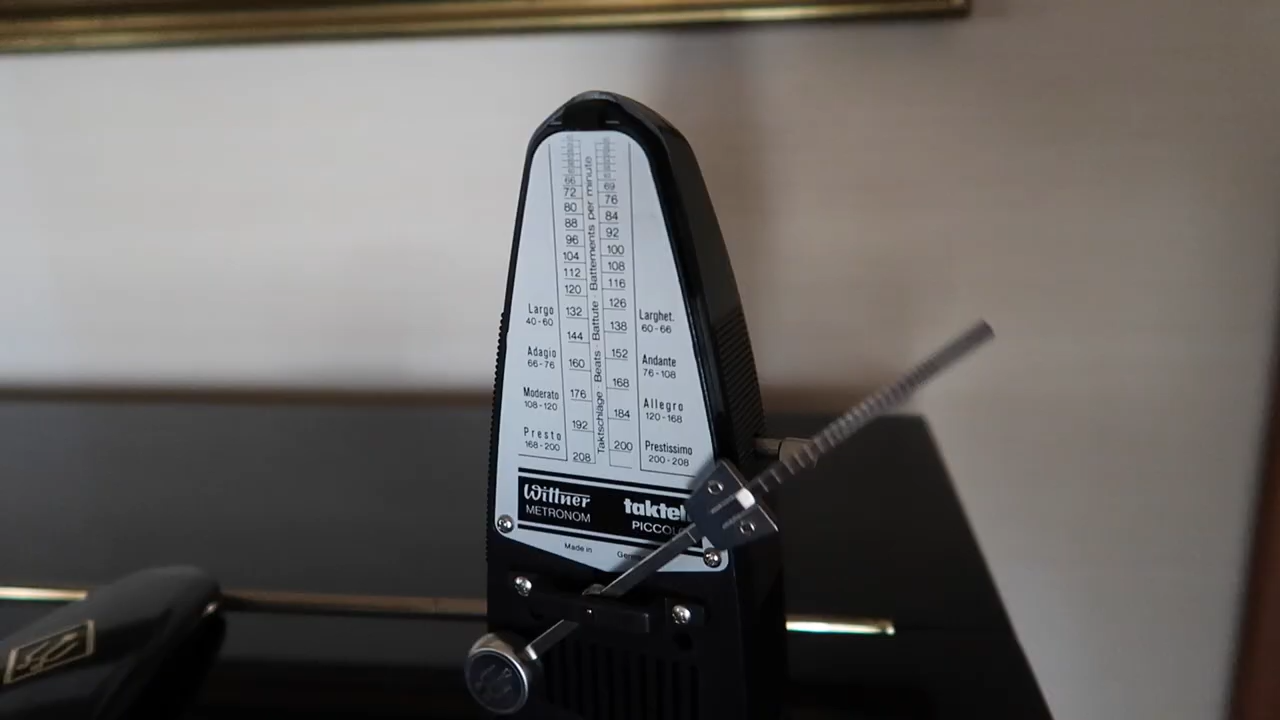 66
72
80
88
96
104
112
120
132
144
160
176
192
208
69
76
84
92
100
108
116
126
138
152
168
184
200
Taktschläge · Beats · Battute · Battements per minute
Largo
40-60
Adagio
66-76
Moderato
108-120
Presto
168-200
Larghet.
60-66
Andante
76-108
Allegro
120-168
Prestissimo
200-208
Wittner
METRONOM
taktell
PICCOLO
Made in